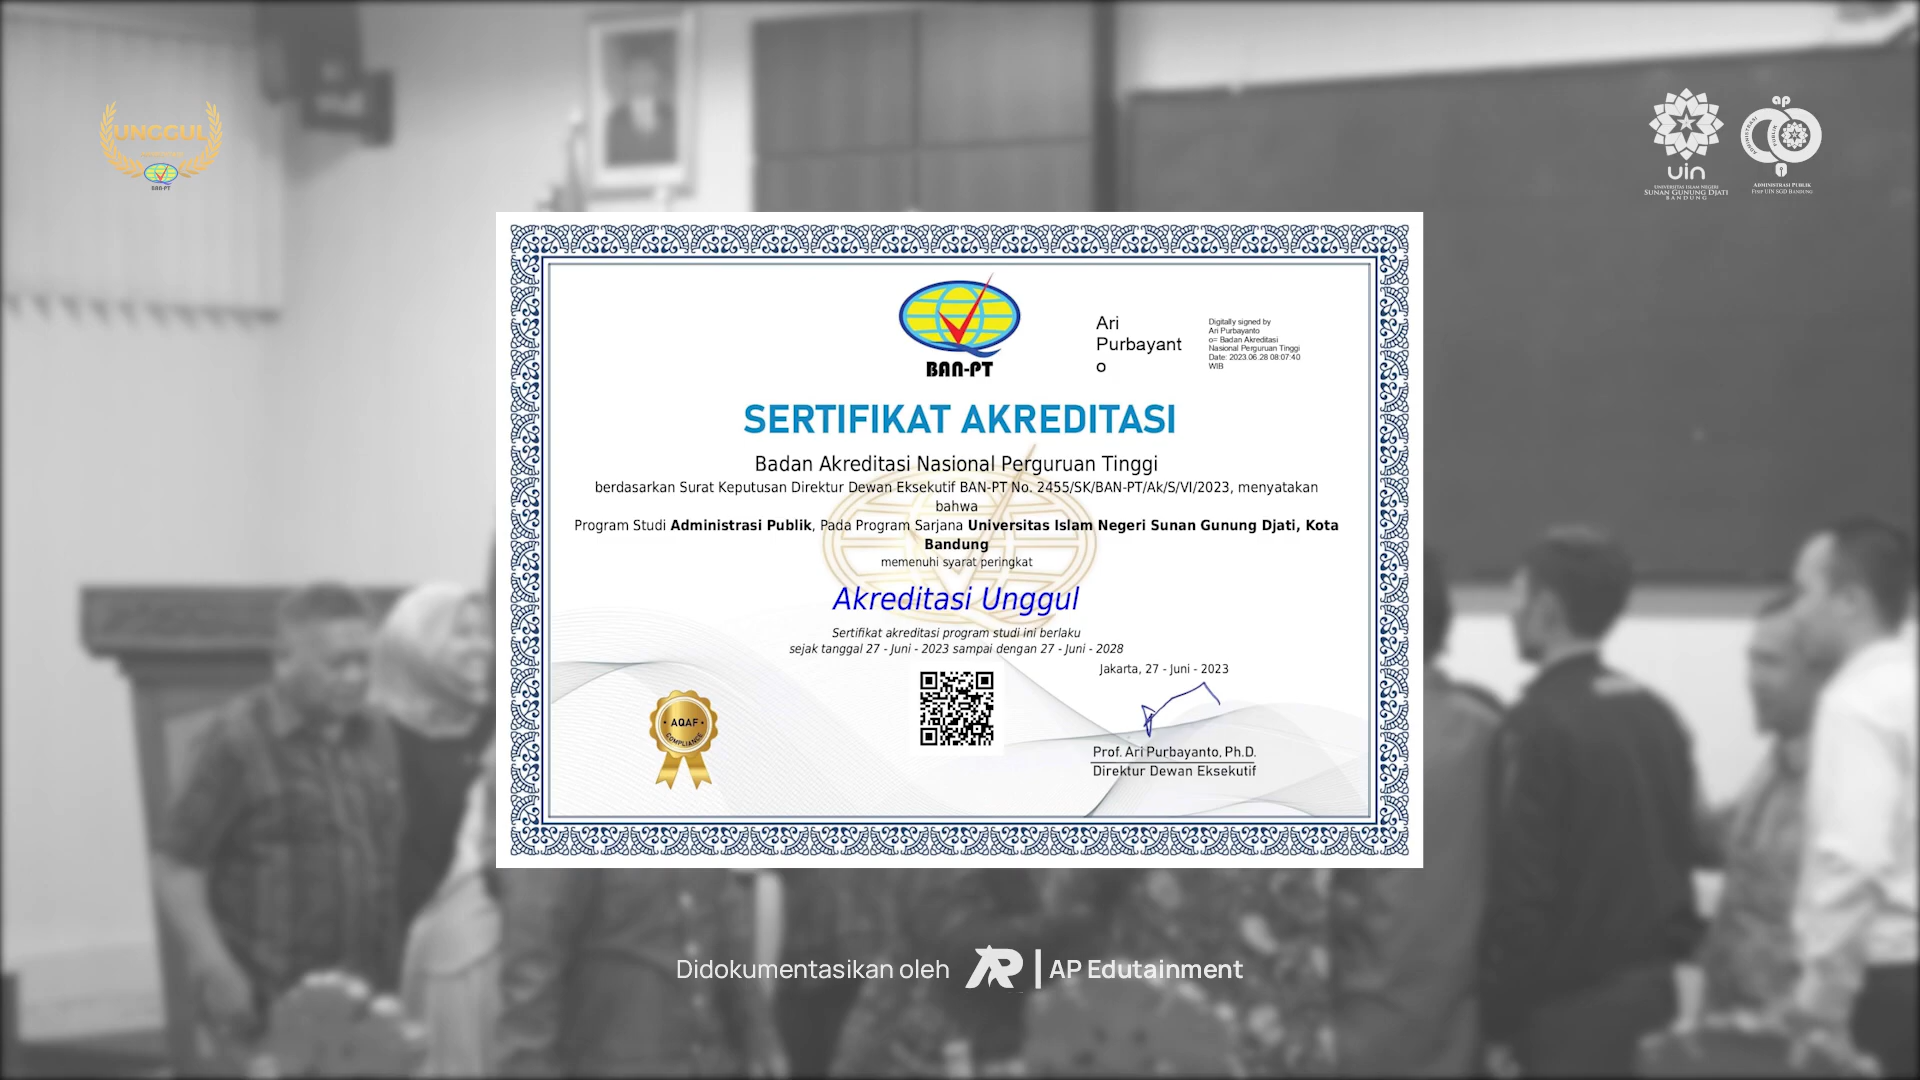 UNGGUL
BAN-PT
uin
UNIVERSITAS ISLAM NEGERI
SUNAN GUNUNG DJATI
BANDUNG
ap
ADMINISTRASI
PUBLIK
ADMINISTRASI PUBLIK
FISIP UIN SGD BANDUNG
BAN-PT
Ari
Purbayant
o
Digitally signed by
Ari Purbayanto
o= Badan Akreditasi
Nasional Perguruan Tinggi
Date: 2023.06.28 08:07:40
WIB
SERTIFIKAT AKREDITASI
Badan Akreditasi Nasional Perguruan Tinggi
berdasarkan Surat Keputusan Direktur Dewan Eksekutif BAN-PT No. 2455/SK/BAN-PT/Ak/S/VI/2023, menyatakan
bahwa
Program Studi Administrasi Publik, Pada Program Sarjana Universitas Islam Negeri Sunan Gunung Djati, Kota
Bandung
memenuhi syarat peringkat
Akreditasi Unggul
Sertifikat akreditasi program studi ini berlaku
sejak tanggal 27 - Juni - 2023 sampai dengan 27 - Juni - 2028
Jakarta, 27 - Juni - 2023
AQAF
COMPLIANCE
Prof. Ari Purbayanto, Ph.D.
Direktur Dewan Eksekutif
Didokumentasikan oleh AP Edutainment